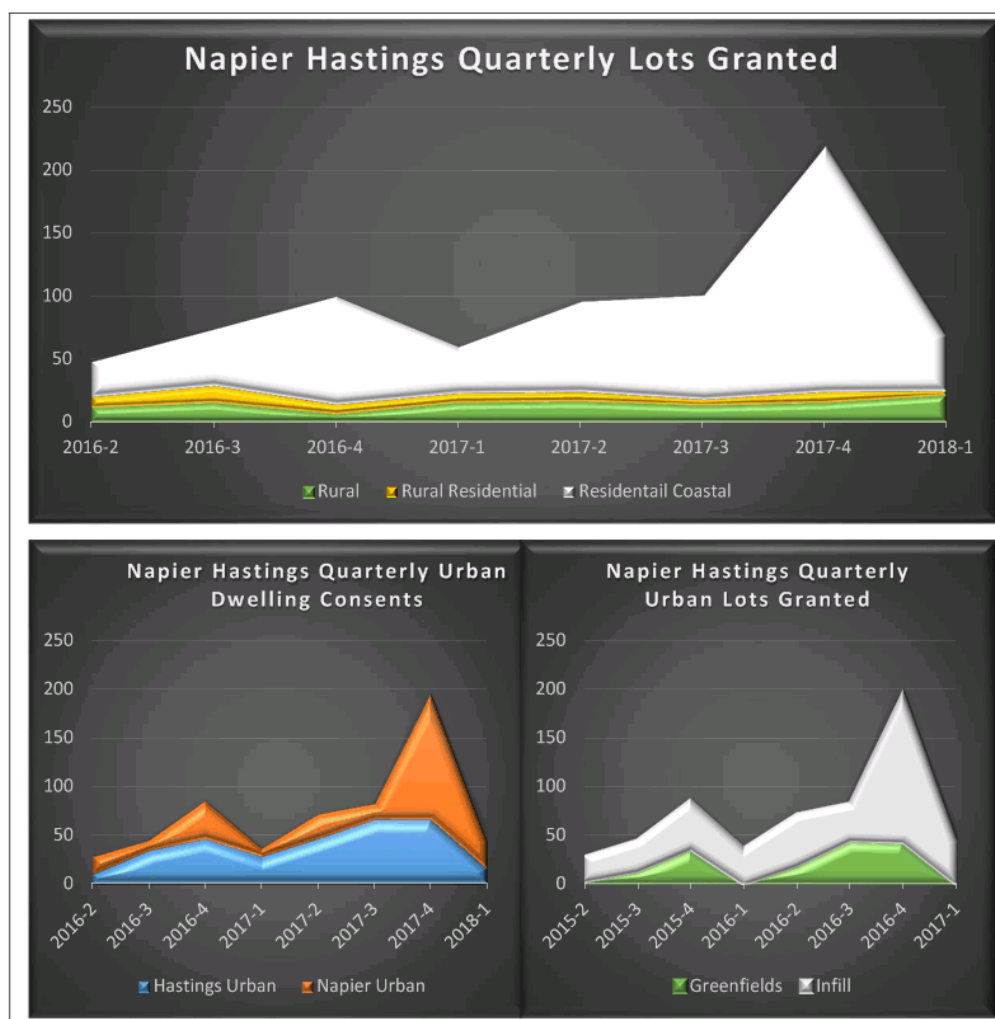 Napier Hastings Quarterly Lots Granted
250
200
150
100
50
0
2016-2 2016-3 2016-4 2017-1 2017-2 2017-3 2017-4 2018-1
Rural Rural Residential Residentail Coastal
Napier Hastings Quarterly Urban
Dwelling Consents
250
200
150
100
50
0
2016-2 2016-3 2016-4 2017-1 2017-2 2017-3 2017-4 2018-1
Hastings Urban Napier Urban
Napier Hastings Quarterly
Urban Lots Granted
250
200
150
100
50
0
2015-2 2015-3 2015-4 2016-1 2016-2 2016-3 2016-4 2017-1
Greenfields Infill